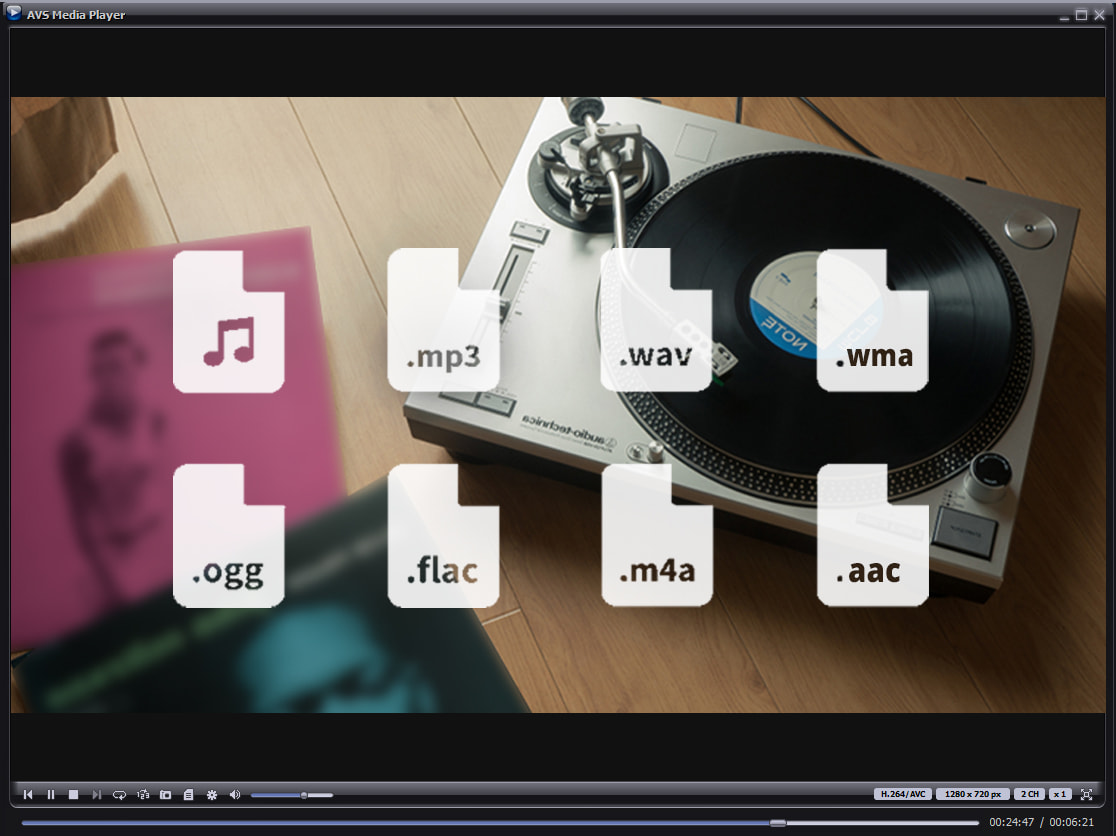 AVS Media Player
.mp3
.wav
.wma
NOTE
audio-technica
.ogg
.flac
.m4a
.aac
123
H.264/AVC
1280 x 720 px
2 CH
x 1
00:24:47 / 00:06:21